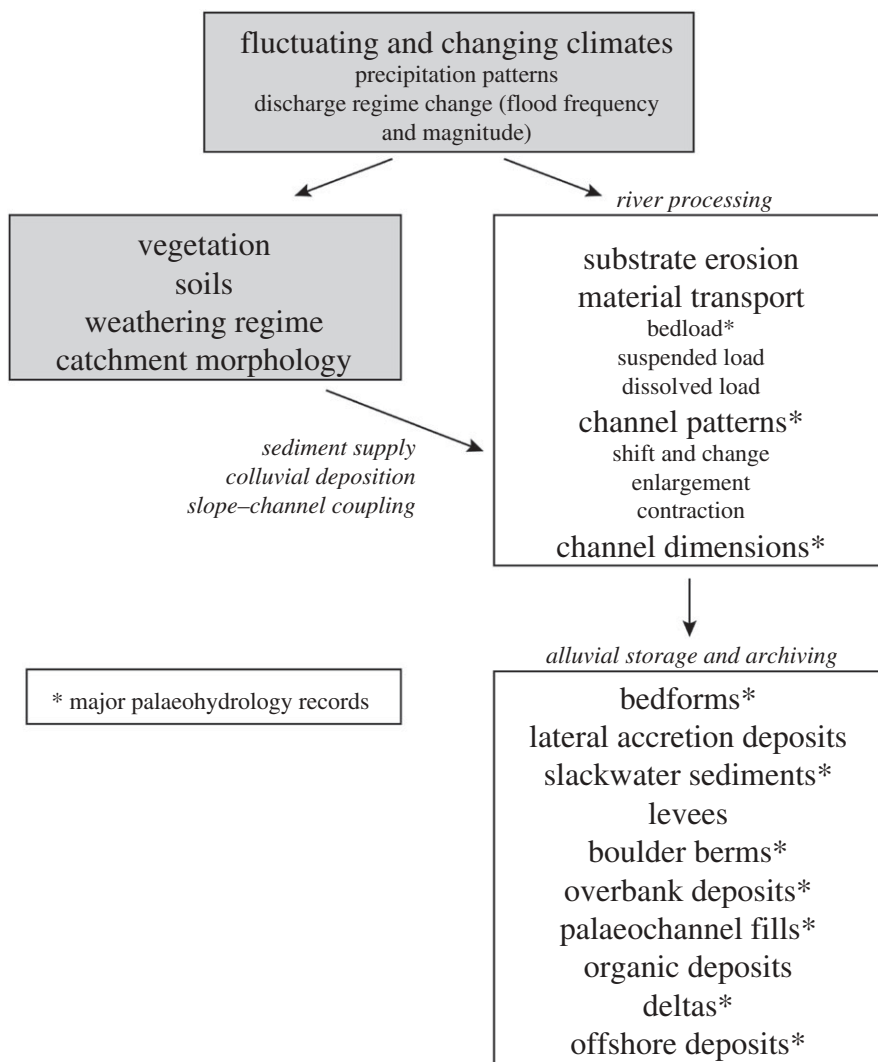 fluctuating and changing climates
precipitation patterns
discharge regime change (flood frequency
and magnitude)
vegetation
soils
weathering regime
catchment morphology
river processing
substrate erosion
material transport
bedload*
suspended load
dissolved load
channel patterns*
shift and change
enlargement
contraction
channel dimensions*
sediment supply
colluvial deposition
slope–channel coupling
* major palaeohydrology records
alluvial storage and archiving
bedforms*
lateral accretion deposits
slackwater sediments*
levees
boulder berms*
overbank deposits*
palaeochannel fills*
organic deposits
deltas*
offshore deposits*